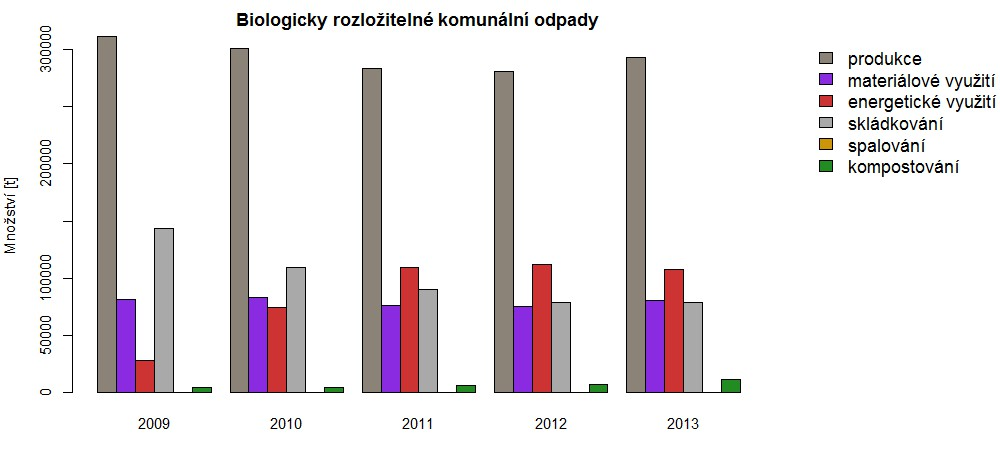 Biologicky rozložitelné komunální odpady
Množství [t]
300000
200000
100000
50000
0
2009
2010
2011
2012
2013
produkce
materiálové využití
energetické využití
skládkování
spalování
kompostování